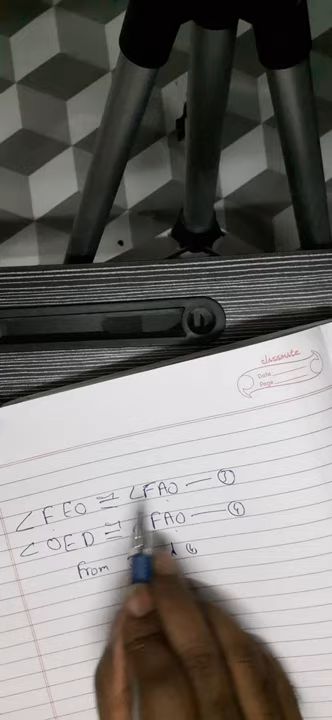 classmate
Date
Page
∠FEO ≅ ∠FAO — ③
∠OED ≅ FAO — ④
From